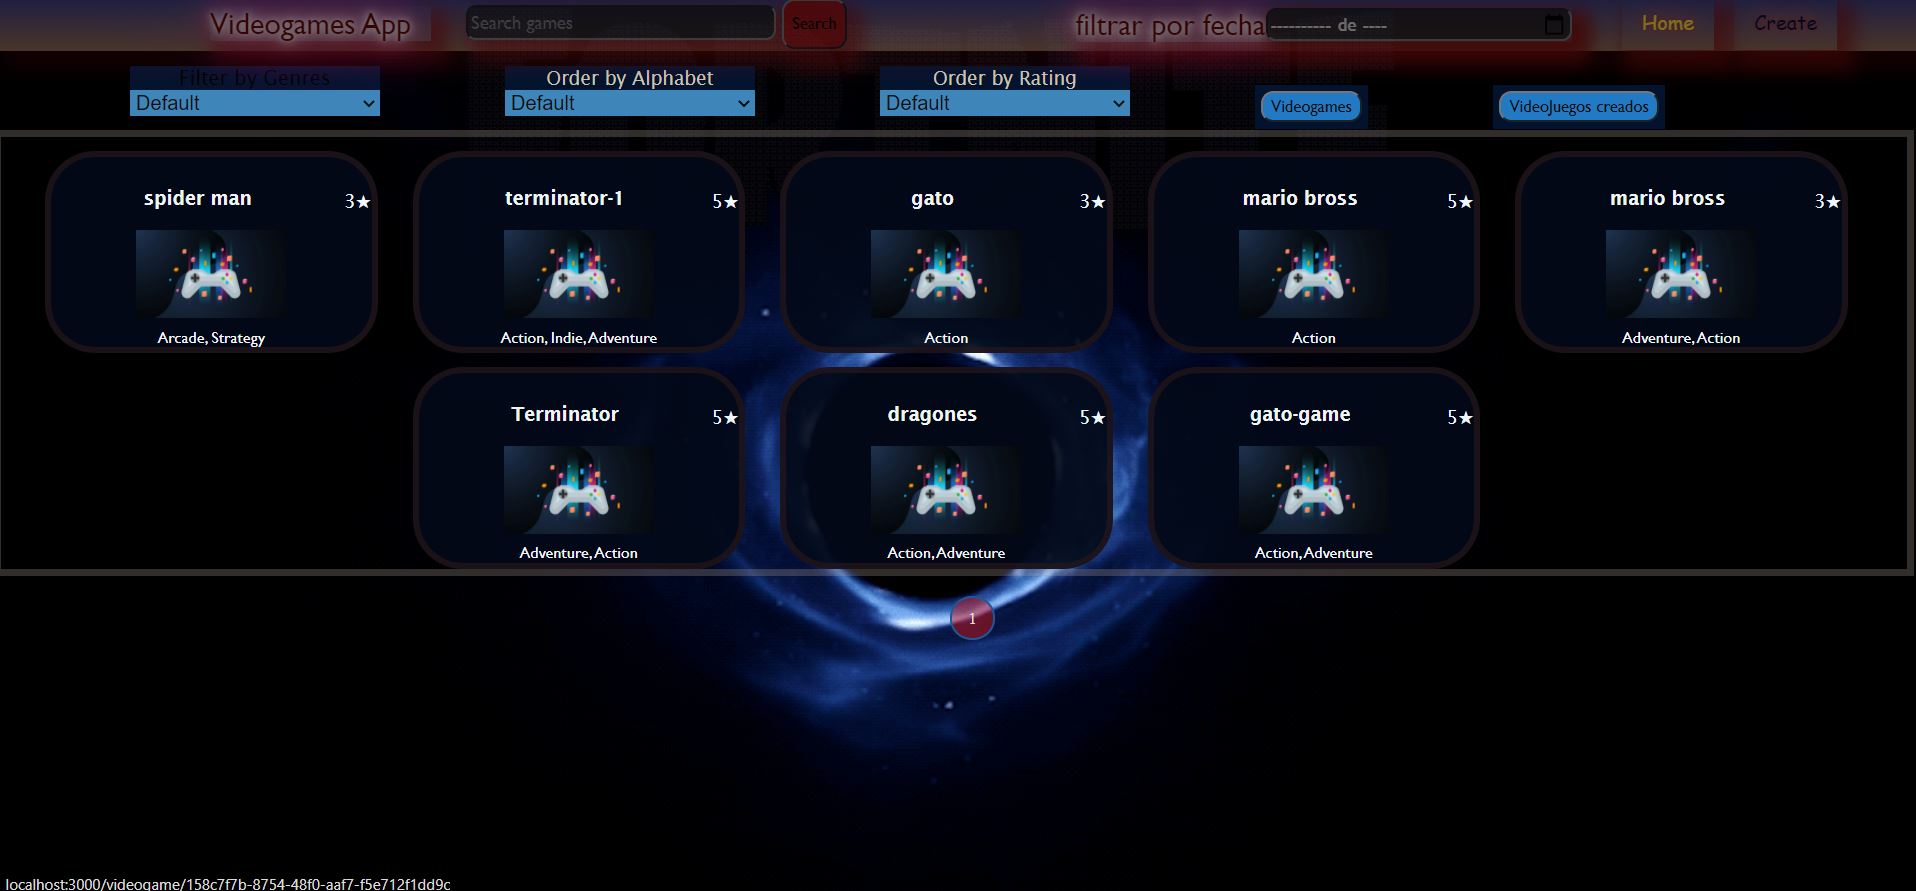 Videogames App
Search games
Search
filtrar por fecha
---------- de ----
Home
Create
Filter by Genres
Default
Order by Alphabet
Default
Order by Rating
Default
Videogames
VideoJuegos creados
spider man
3★
Arcade, Strategy
terminator-1
5★
Action, Indie, Adventure
gato
3★
Action
mario bross
5★
Action
mario bross
3★
Adventure, Action
Terminator
5★
Adventure, Action
dragones
5★
Action, Adventure
gato-game
5★
Action, Adventure
1
localhost:3000/videogame/158c7f7b-8754-48f0-aaf7-f5e712f1dd9c